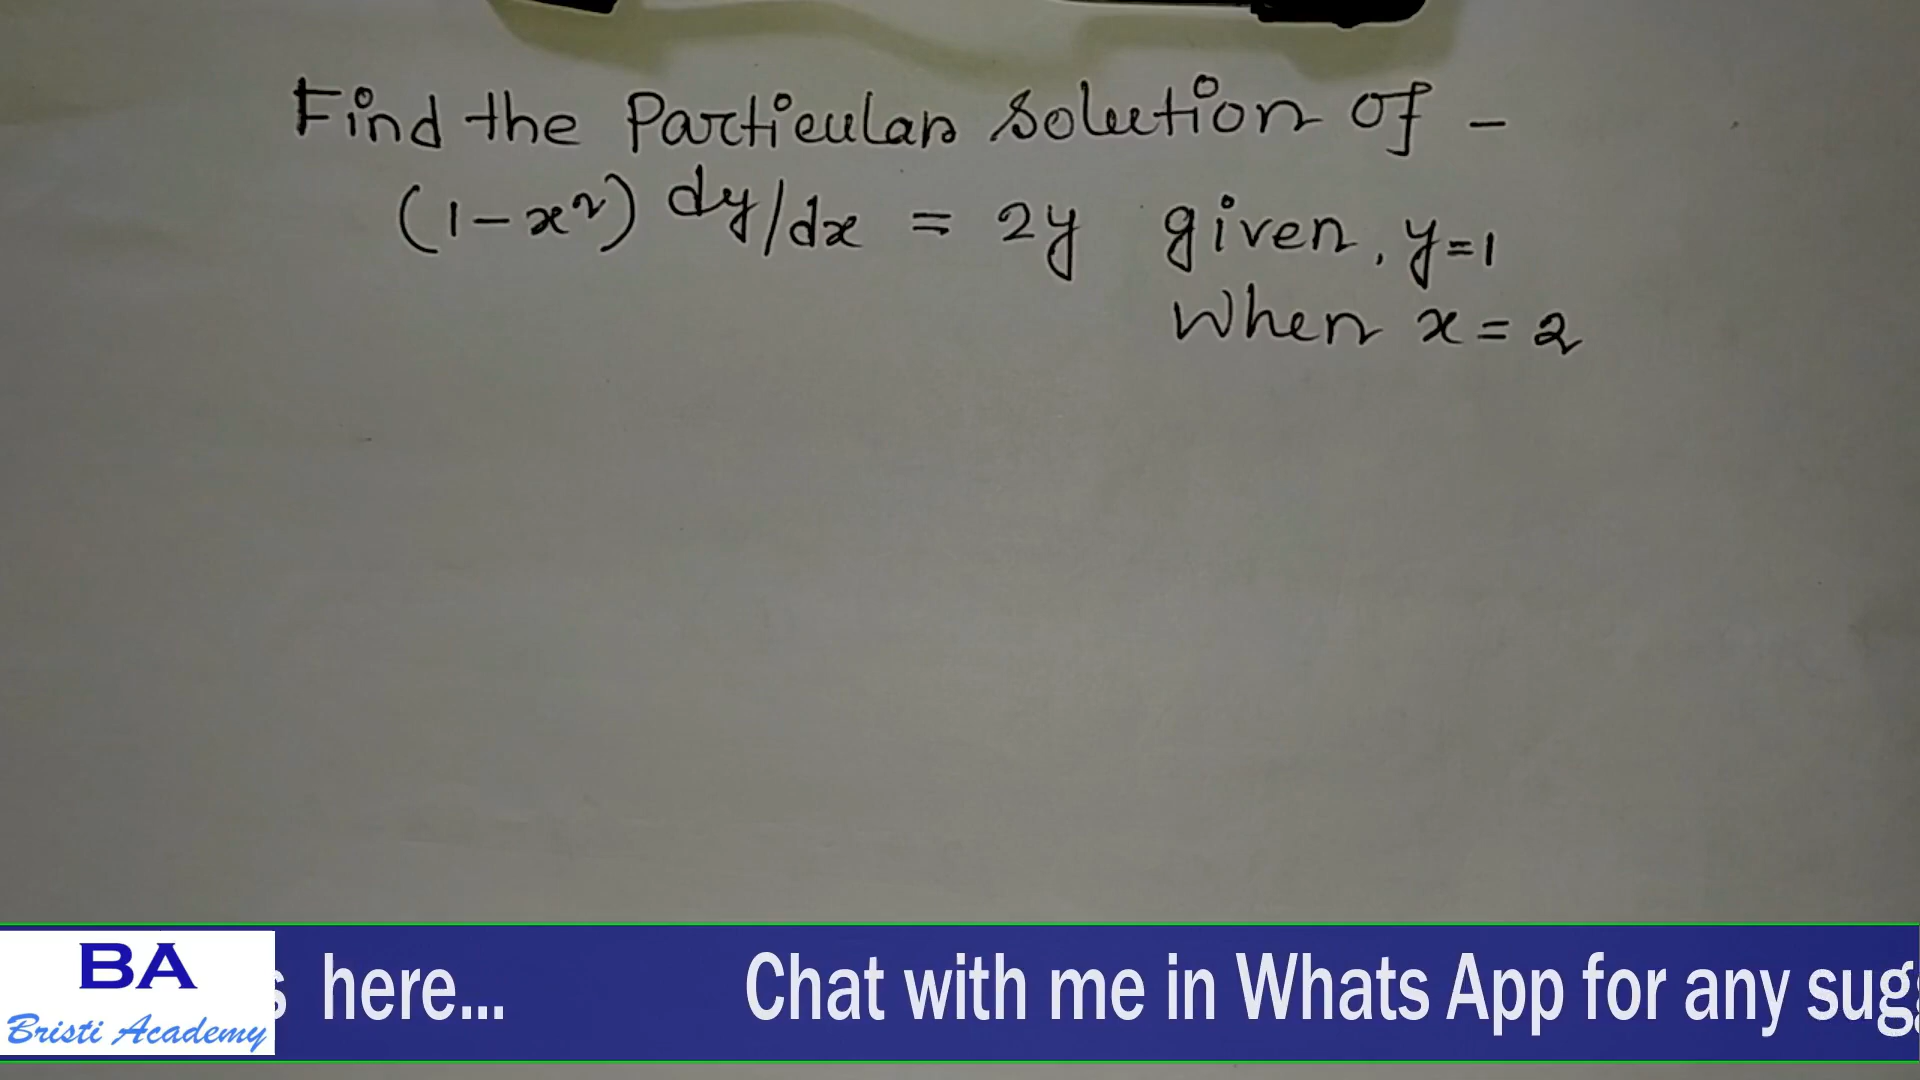 Find the Particular Solution of -
(1-x²) dy/dx = 2y given, y=1
When x = 2
BA
Bristi Academy
here... Chat with me in Whats App for any